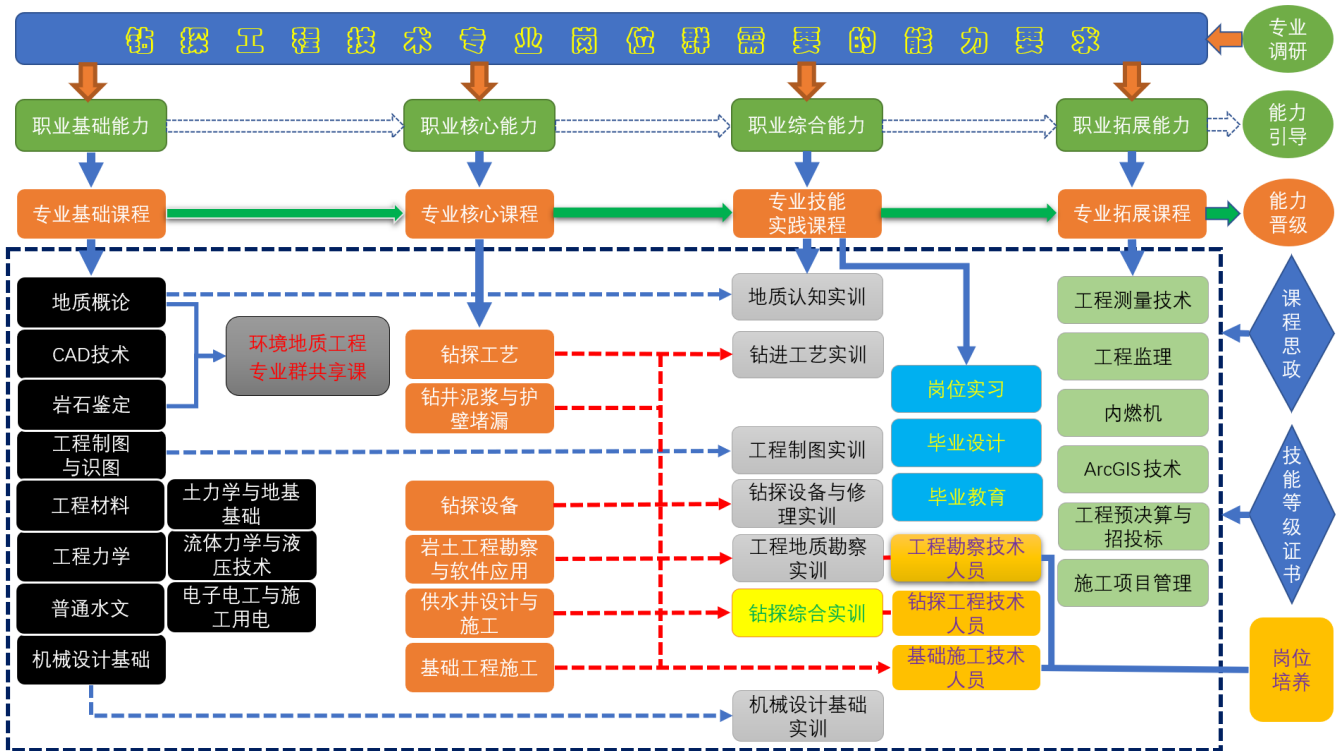 钻探工程技术专业岗位群需要的能力要求
专业
调研
职业基础能力
职业核心能力
职业综合能力
职业拓展能力
能力
引导
专业基础课程
专业核心课程
专业技能
实践课程
专业拓展课程
能力
晋级
地质概论
CAD技术
岩石鉴定
工程制图
与识图
工程材料
工程力学
普通水文
机械设计基础
土力学与地基
基础
流体力学与液
压技术
电子电工与施
工用电
环境地质工程
专业群共享课
钻探工艺
钻井泥浆与护
壁堵漏
钻探设备
岩土工程勘察
与软件应用
供水井设计与
施工
基础工程施工
地质认知实训
钻进工艺实训
工程制图实训
钻探设备与修
理实训
工程地质勘察
实训
钻探综合实训
机械设计基础
实训
岗位实习
毕业设计
毕业教育
工程勘察技术
人员
钻探工程技术
人员
基础施工技术
人员
工程测量技术
工程监理
内燃机
ArcGIS技术
工程预决算与
招投标
施工项目管理
课程思政
技能等级证书
岗位
培养